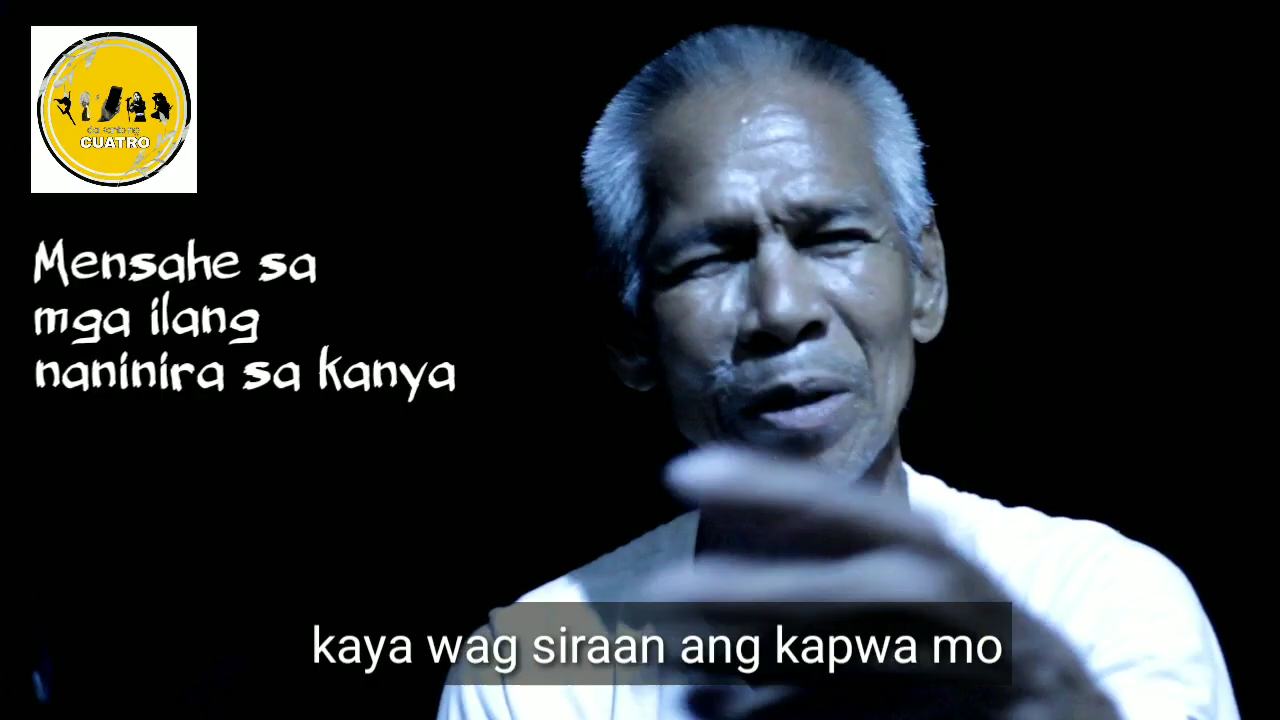 CUATRO
Mensahe sa
mga ilang
naninira sa kanya
kaya wag siraan ang kapwa mo